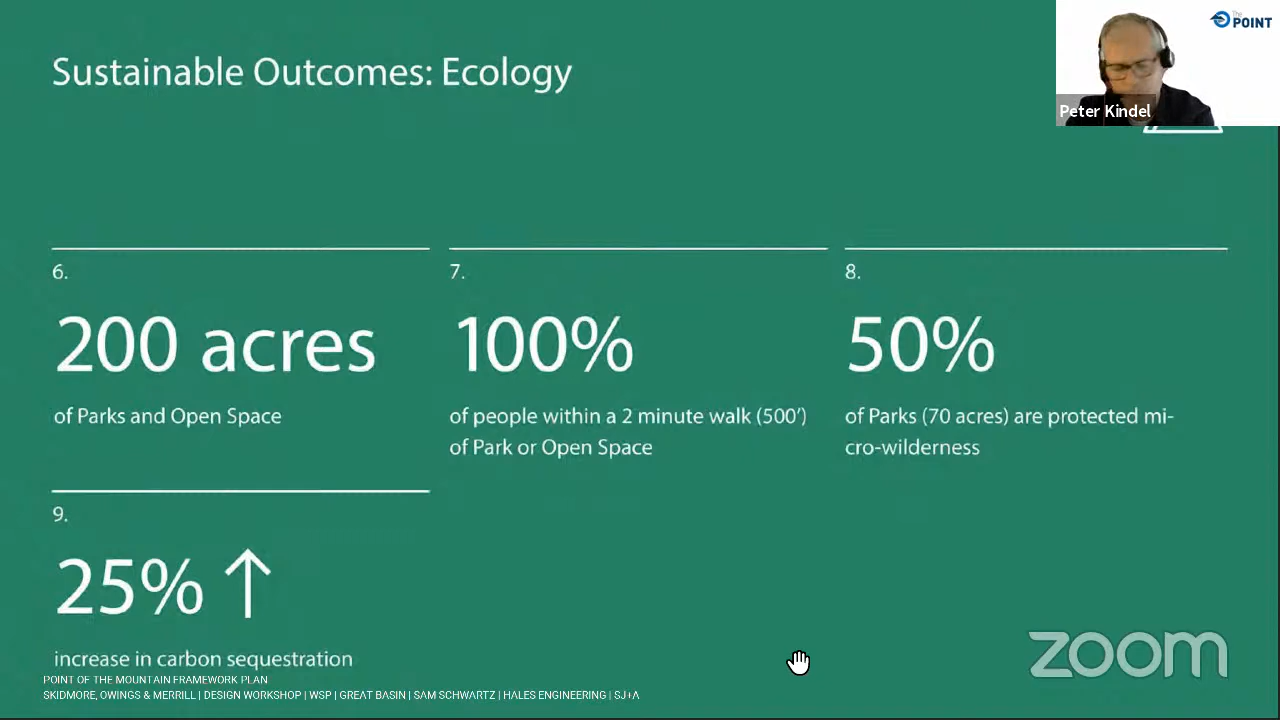 The
POINT
Peter Kindel
Sustainable Outcomes: Ecology
6.
200 acres
of Parks and Open Space
7.
100%
of people within a 2 minute walk (500')
of Park or Open Space
8.
50%
of Parks (70 acres) are protected mi-
cro-wilderness
9.
25% ↑
increase in carbon sequestration
POINT OF THE MOUNTAIN FRAMEWORK PLAN
SKIDMORE, OWINGS & MERRILL | DESIGN WORKSHOP | WSP | GREAT BASIN | SAM SCHWARTZ | HALES ENGINEERING | SJ+A
zoom